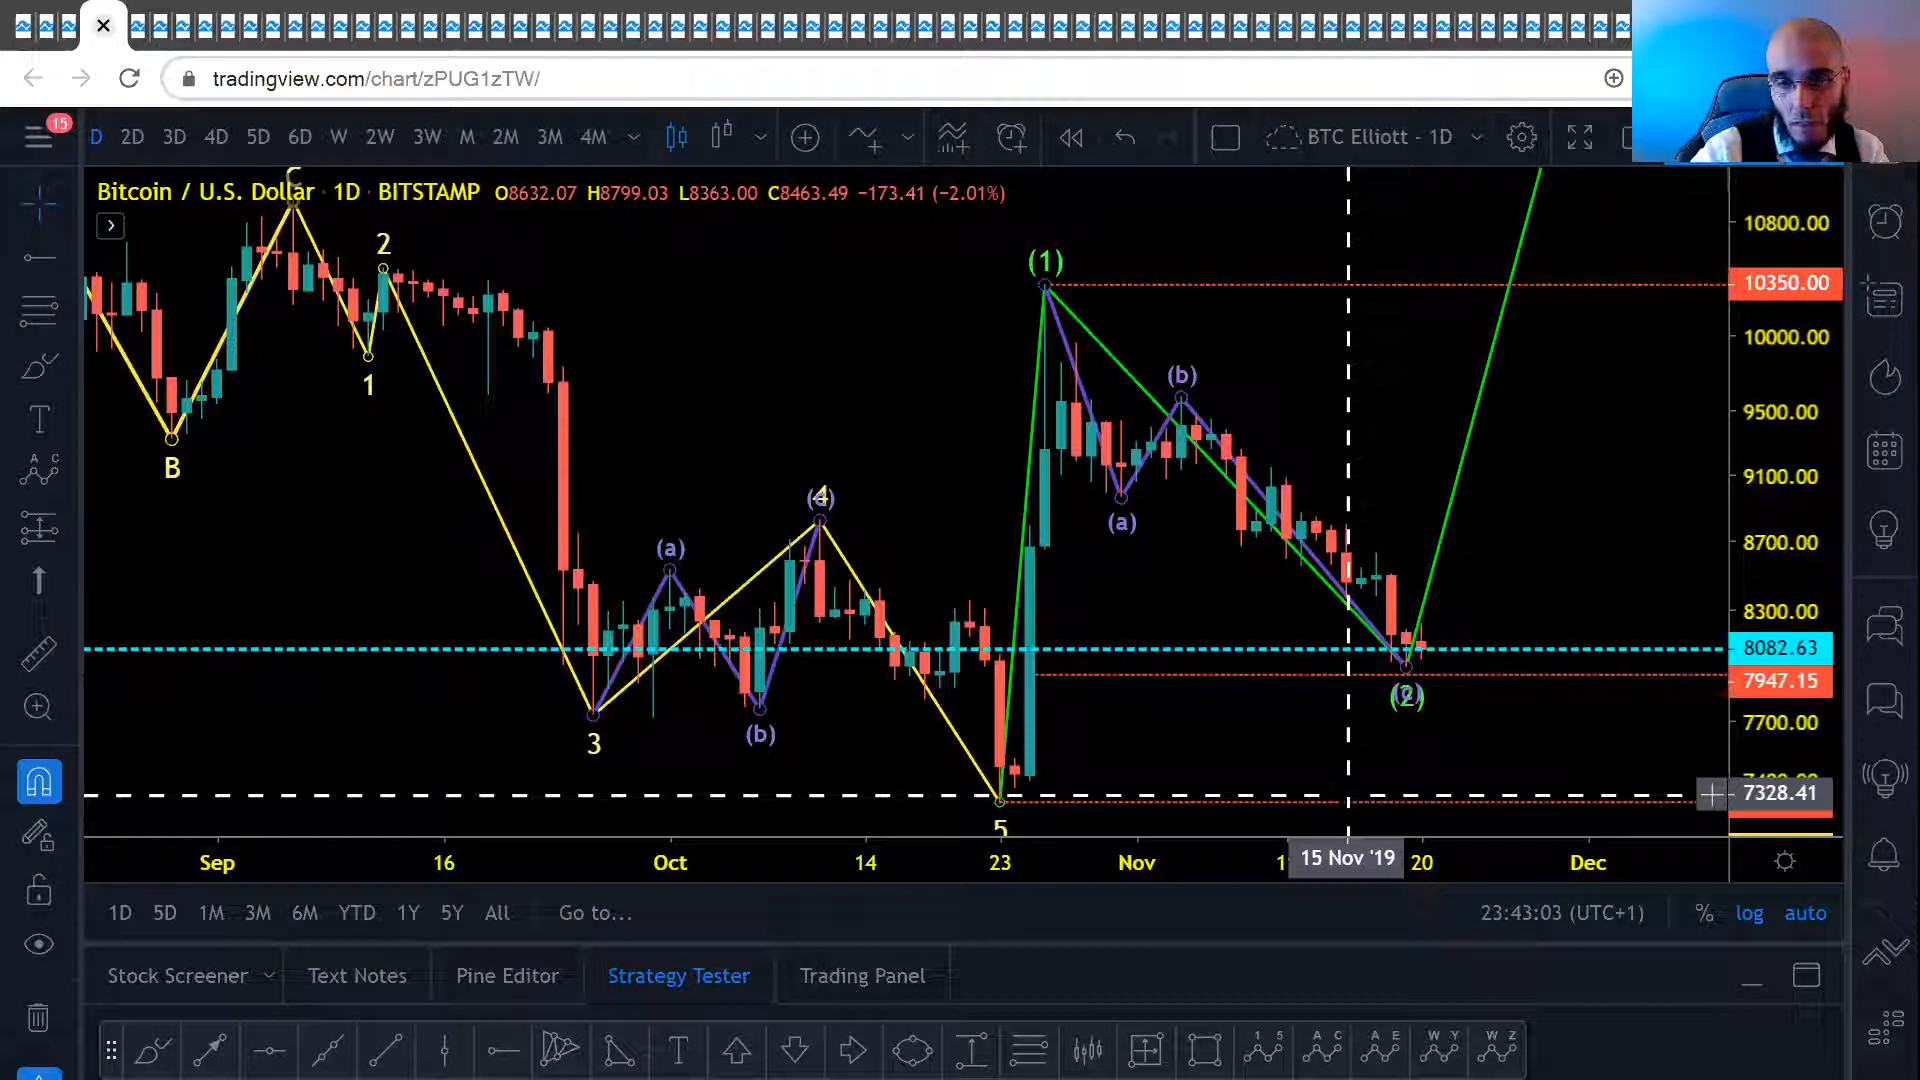 tradingview.com/chart/zPUG1zTW/
15
D 2D 3D 4D 5D 6D W 2W 3W M 2M 3M 4M
BTC Elliott - 1D
Bitcoin / U.S. Dollar · 1D · BITSTAMP O8632.07 H8799.03 L8363.00 C8463.49 −173.41 (−2.01%)
C
10800.00
2
(1)
10350.00
10000.00
1
(b)
9500.00
B
9100.00
4
(a)
(a)
8700.00
8300.00
8082.63
7947.15
(2)
7700.00
3
(b)
7328.41
5
Sep 16 Oct 14 23 Nov 15 Nov '19 20 Dec
1D 5D 1M 3M 6M YTD 1Y 5Y All Go to...
23:43:03 (UTC+1) % log auto
Stock Screener Text Notes Pine Editor Strategy Tester Trading Panel
T
1 5 A C A E W Y W Z